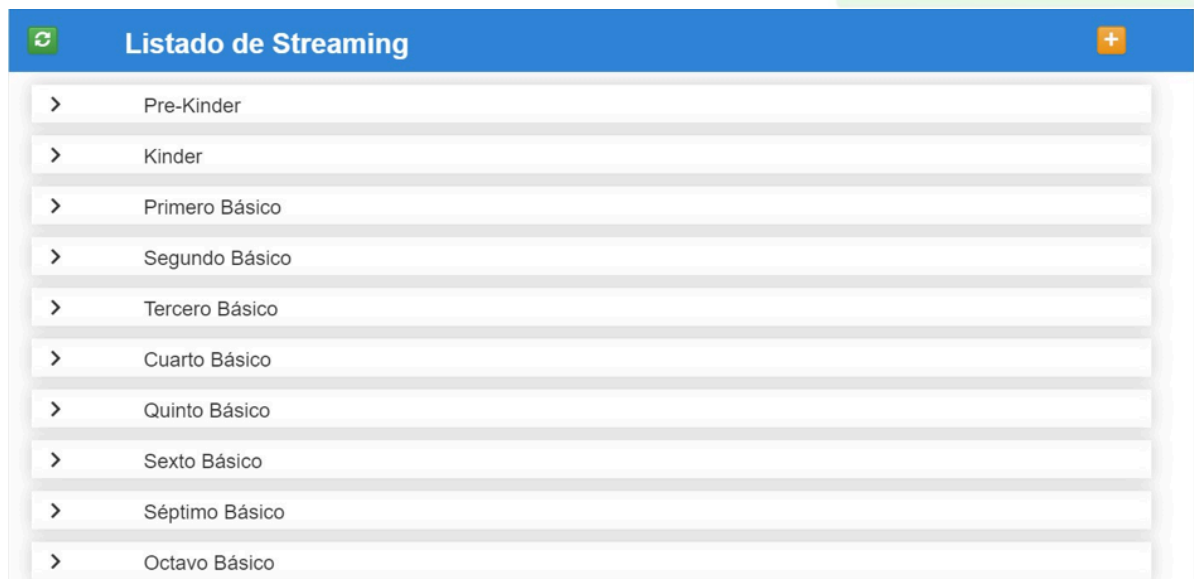 Listado de Streaming
Pre-Kinder
Kinder
Primero Básico
Segundo Básico
Tercero Básico
Cuarto Básico
Quinto Básico
Sexto Básico
Séptimo Básico
Octavo Básico